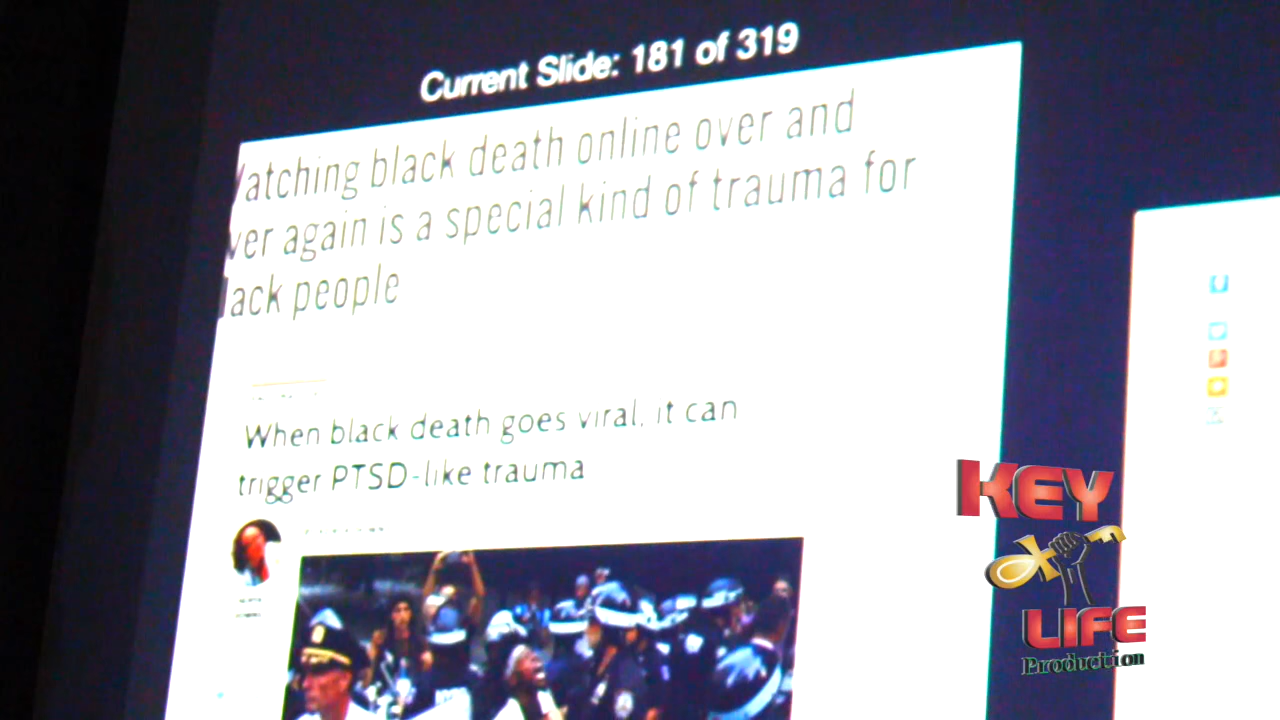 Current Slide: 181 of 319
atching black death online over and
ver again is a special kind of trauma for
lack people
When black death goes viral, it can
trigger PTSD-like trauma
KEY
LIFE
Production